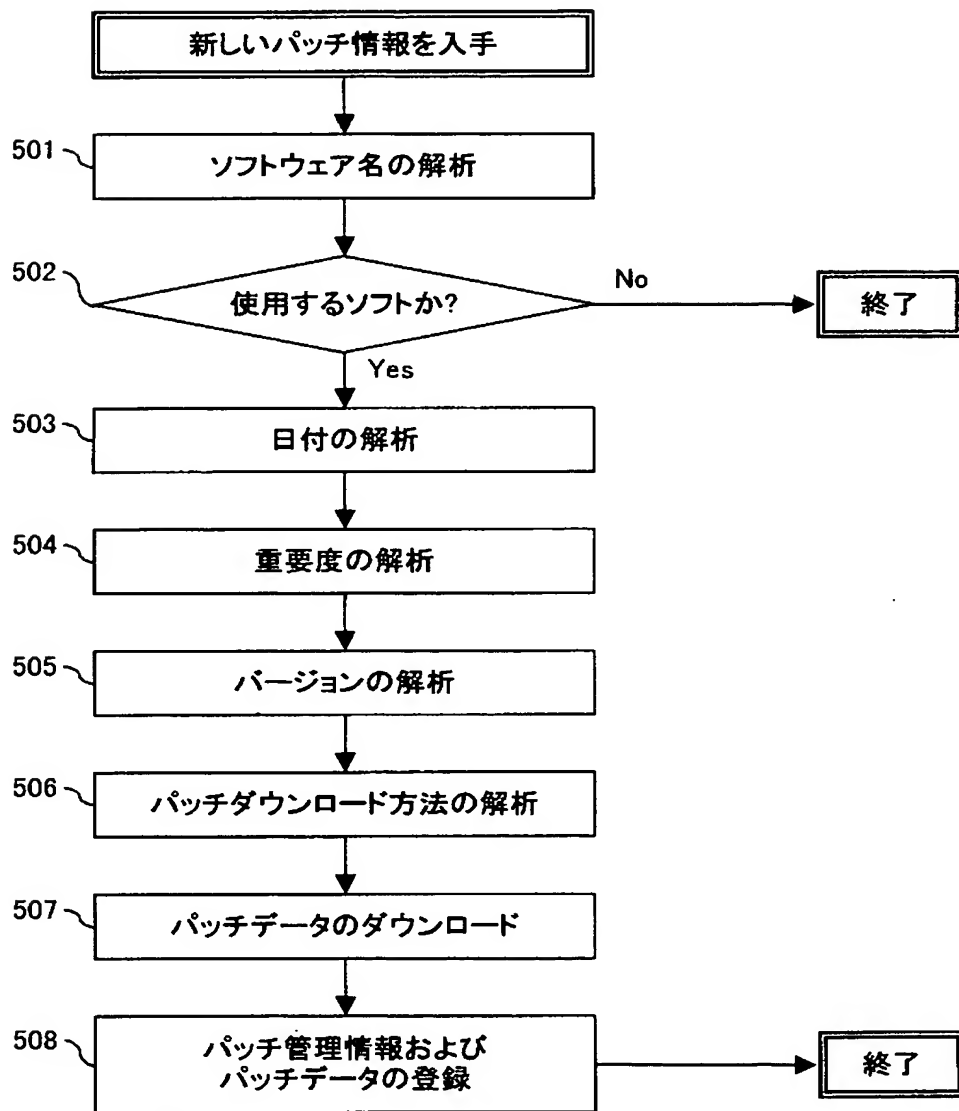 新しいパッチ情報を入手
501
ソフトウェア名の解析
502
使用するソフトか?
No
終了
Yes
503
日付の解析
504
重要度の解析
505
バージョンの解析
506
パッチダウンロード方法の解析
507
パッチデータのダウンロード
508
パッチ管理情報および
パッチデータの登録
終了